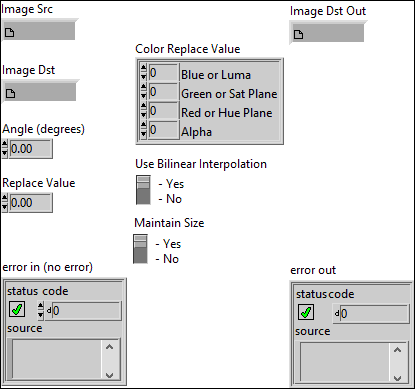 Image Src
Image Dst Out
Color Replace Value
Image Dst
0 Blue or Luma
0 Green or Sat Plane
0 Red or Hue Plane
0 Alpha
Angle (degrees)
0.00
Use Bilinear Interpolation
- Yes
- No
Replace Value
0.00
Maintain Size
- Yes
- No
error in (no error)
status code
d0
source
error out
status code
d0
source